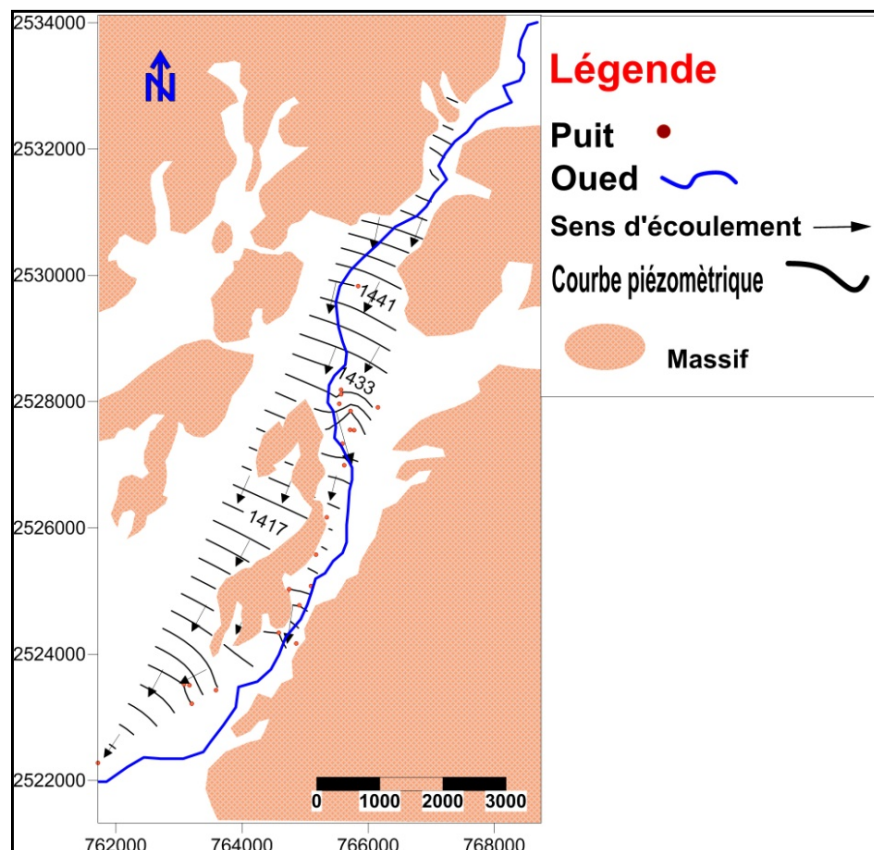 2534000
2532000
2530000
2528000
2526000
2524000
2522000
N
1441
1433
1417
0 1000 2000 3000
762000 764000 766000 768000
Légende
Puit
Oued
Sens d'écoulement
Courbe piézomètrique
Massif